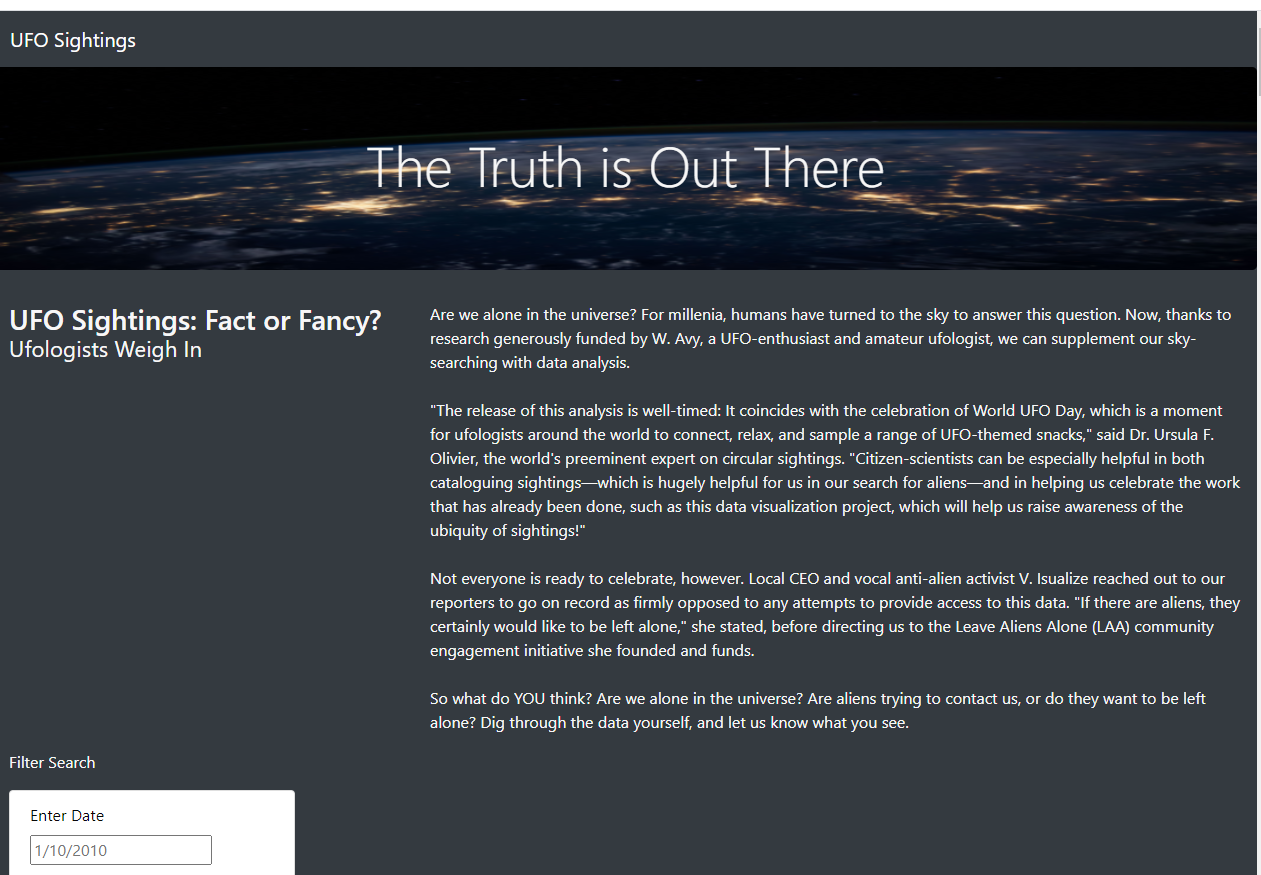 UFO Sightings
The Truth is Out There
UFO Sightings: Fact or Fancy?
Ufologists Weigh In
Are we alone in the universe? For millenia, humans have turned to the sky to answer this question. Now, thanks to
research generously funded by W. Avy, a UFO-enthusiast and amateur ufologist, we can supplement our sky-
searching with data analysis.
"The release of this analysis is well-timed: It coincides with the celebration of World UFO Day, which is a moment
for ufologists around the world to connect, relax, and sample a range of UFO-themed snacks," said Dr. Ursula F.
Olivier, the world's preeminent expert on circular sightings. "Citizen-scientists can be especially helpful in both
cataloguing sightings—which is hugely helpful for us in our search for aliens—and in helping us celebrate the work
that has already been done, such as this data visualization project, which will help us raise awareness of the
ubiquity of sightings!"
Not everyone is ready to celebrate, however. Local CEO and vocal anti-alien activist V. Isualize reached out to our
reporters to go on record as firmly opposed to any attempts to provide access to this data. "If there are aliens, they
certainly would like to be left alone," she stated, before directing us to the Leave Aliens Alone (LAA) community
engagement initiative she founded and funds.
So what do YOU think? Are we alone in the universe? Are aliens trying to contact us, or do they want to be left
alone? Dig through the data yourself, and let us know what you see.
Filter Search
Enter Date
1/10/2010